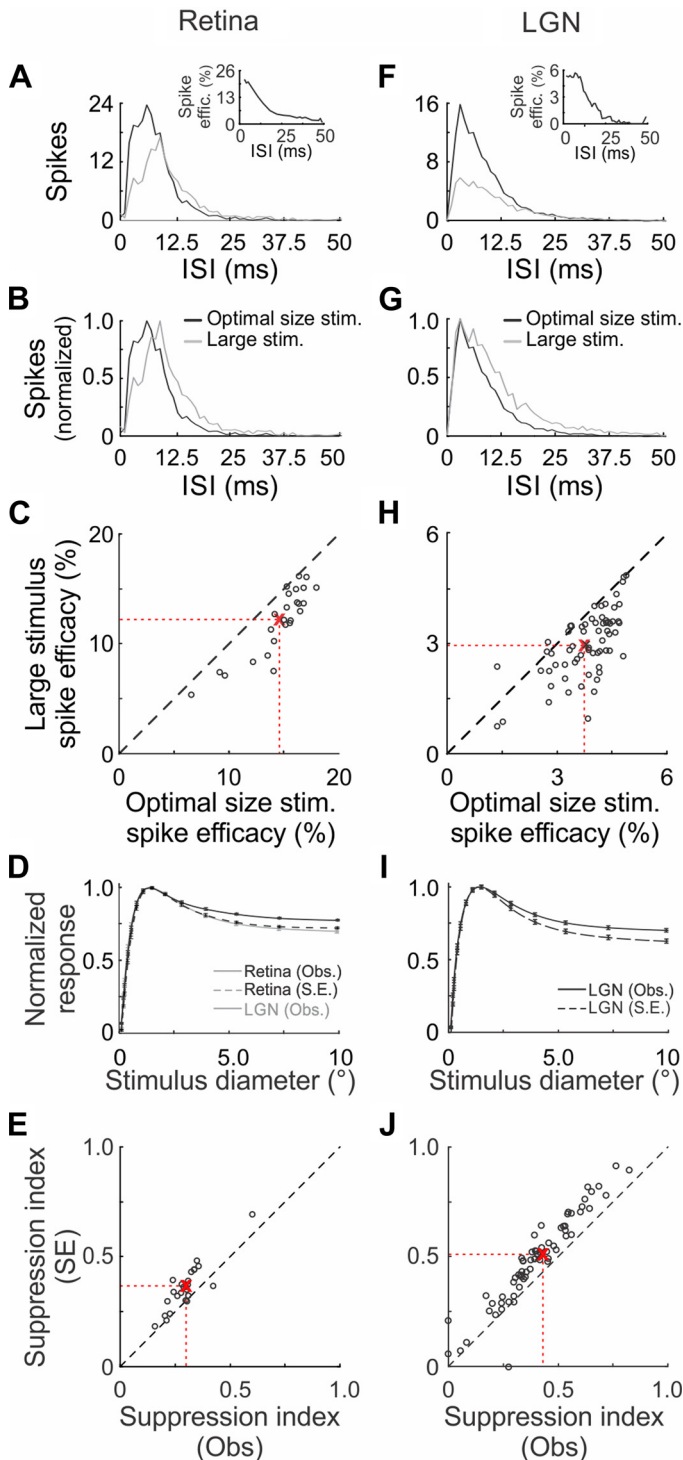 Retina
LGN
A
Spikes
24
12
0
0 12.5 25 37.5 50
ISI (ms)
Spike
effic. (%)
26
13
0
0 25 50
ISI (ms)
F
16
8
0
0 12.5 25 37.5 50
ISI (ms)
Spike
effic. (%)
6
3
0
0 25 50
ISI (ms)
B
Spikes
(normalized)
1.0
0.5
0
Optimal size stim.
Large stim.
0 12.5 25 37.5 50
ISI (ms)
G
1.0
0.5
0
Optimal size stim.
Large stim.
0 12.5 25 37.5 50
ISI (ms)
C
Large stimulus
spike efficacy (%)
20
10
0
0 10 20
Optimal size stim.
spike efficacy (%)
H
6
3
0
0 3 6
Optimal size stim.
spike efficacy (%)
D
Normalized
response
1.0
0.5
0
Retina (Obs.)
Retina (S.E.)
LGN (Obs.)
0 5.0 10
Stimulus diameter (°)
I
1.0
0.5
0
LGN (Obs.)
LGN (S.E.)
0 5.0 10
Stimulus diameter (°)
E
Suppression index
(SE)
1.0
0.5
0
0 0.5 1.0
Suppression index
(Obs)
J
1.0
0.5
0
0 0.5 1.0
Suppression index
(Obs)